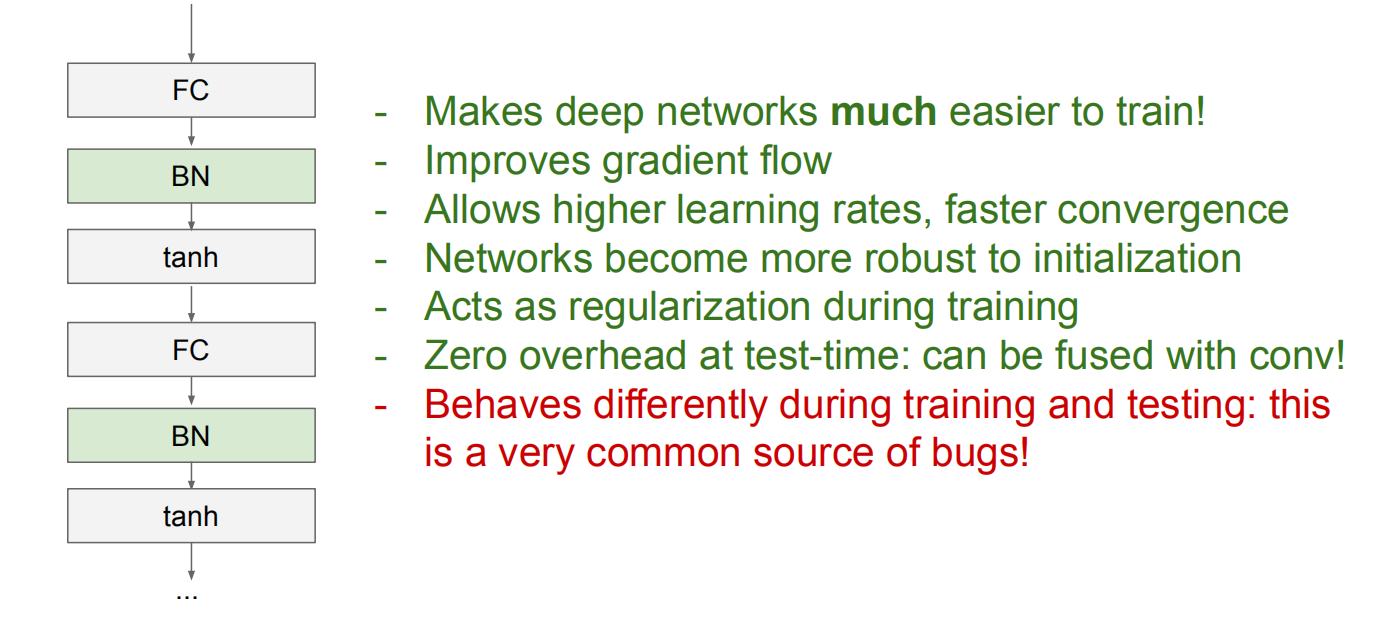 FC
BN
tanh
FC
BN
tanh
...
- Makes deep networks much easier to train!
- Improves gradient flow
- Allows higher learning rates, faster convergence
- Networks become more robust to initialization
- Acts as regularization during training
- Zero overhead at test-time: can be fused with conv!
- Behaves differently during training and testing: this
is a very common source of bugs!